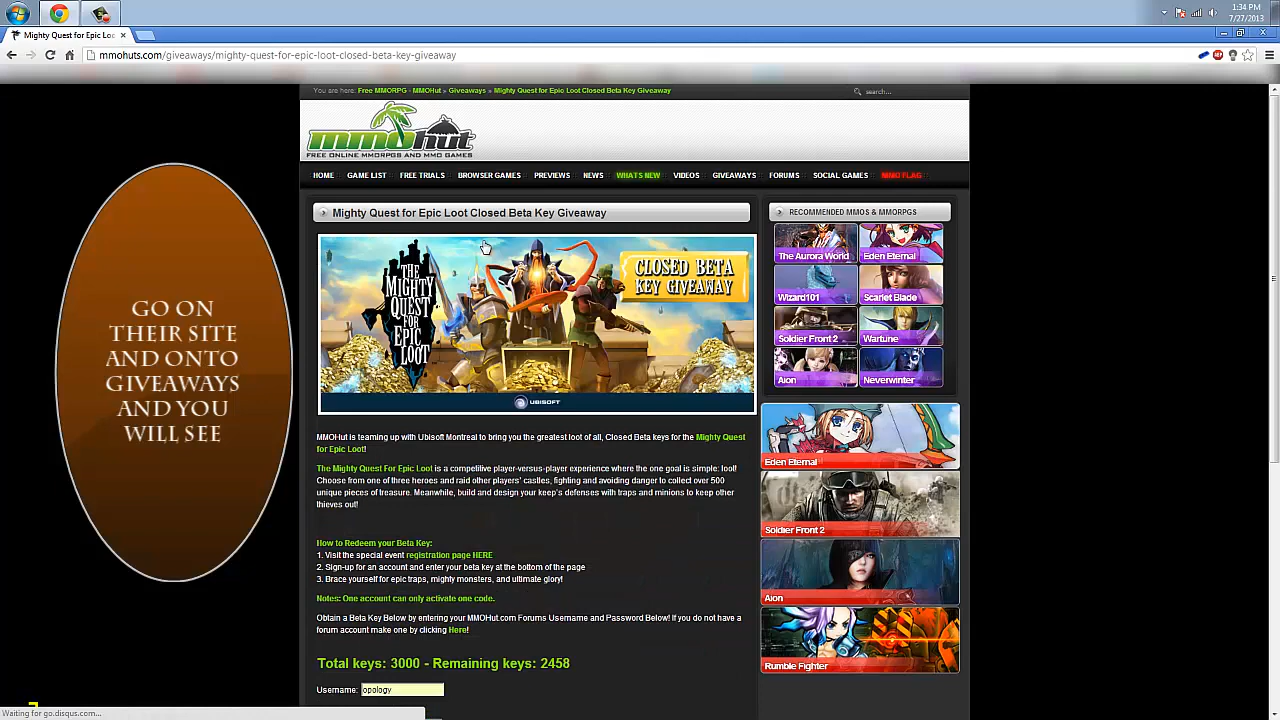 1:34 PM
7/27/2013
Mighty Quest for Epic Loc
mmohuts.com/giveaways/mighty-quest-for-epic-loot-closed-beta-key-giveaway
You are here: Free MMORPG - MMOHut » Giveaways » Mighty Quest for Epic Loot Closed Beta Key Giveaway
search...
mmohut
FREE ONLINE MMORPGS AND MMO GAMES
HOME GAME LIST FREE TRIALS BROWSER GAMES PREVIEWS NEWS WHATS NEW VIDEOS GIVEAWAYS FORUMS SOCIAL GAMES MMO FLAG
Mighty Quest for Epic Loot Closed Beta Key Giveaway
THE
MIGHTY
QUEST
FOR
EPIC
LOOT
CLOSED BETA
KEY GIVEAWAY
UBISOFT
MMOHut is teaming up with Ubisoft Montreal to bring you the greatest loot of all, Closed Beta keys for the Mighty Quest
for Epic Loot!
The Mighty Quest For Epic Loot is a competitive player-versus-player experience where the one goal is simple: loot!
Choose from one of three heroes and raid other players' castles, fighting and avoiding danger to collect over 500
unique pieces of treasure. Meanwhile, build and design your keep's defenses with traps and minions to keep other
thieves out!
How to Redeem your Beta Key:
1. Visit the special event registration page HERE
2. Sign-up for an account and enter your beta key at the bottom of the page
3. Brace yourself for epic traps, mighty monsters, and ultimate glory!
Notes: One account can only activate one code.
Obtain a Beta Key Below by entering your MMOHut.com Forums Username and Password Below! If you do not have a
forum account make one by clicking Here!
Total keys: 3000 - Remaining keys: 2458
Username: opology
RECOMMENDED MMOS & MMORPGS
The Aurora World
Eden Eternal
Wizard101
Scarlet Blade
Soldier Front 2
Wartune
Aion
Neverwinter
Eden Eternal
Soldier Front 2
Aion
Rumble Fighter
GO ON
THEIR SITE
AND ONTO
GIVEAWAYS
AND YOU
WILL SEE
Waiting for go.disqus.com...